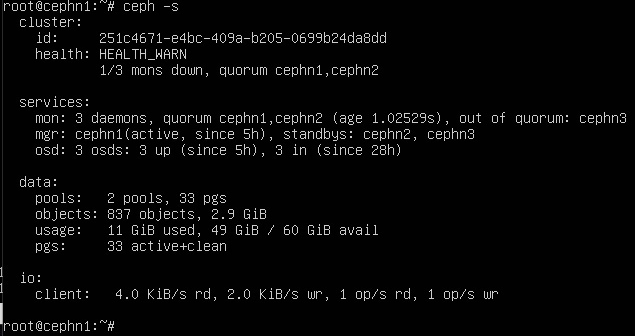 root@cephn1:~# ceph -s
  cluster:
    id:     251c4671-e4bc-409a-b205-0699b24da8dd
    health: HEALTH_WARN
            1/3 mons down, quorum cephn1,cephn2

  services:
    mon: 3 daemons, quorum cephn1,cephn2 (age 1.02529s), out of quorum: cephn3
    mgr: cephn1(active, since 5h), standbys: cephn2, cephn3
    osd: 3 osds: 3 up (since 5h), 3 in (since 28h)

  data:
    pools:   2 pools, 33 pgs
    objects: 837 objects, 2.9 GiB
    usage:   11 GiB used, 49 GiB / 60 GiB avail
    pgs:     33 active+clean

  io:
    client:   4.0 KiB/s rd, 2.0 KiB/s wr, 1 op/s rd, 1 op/s wr

root@cephn1:~#